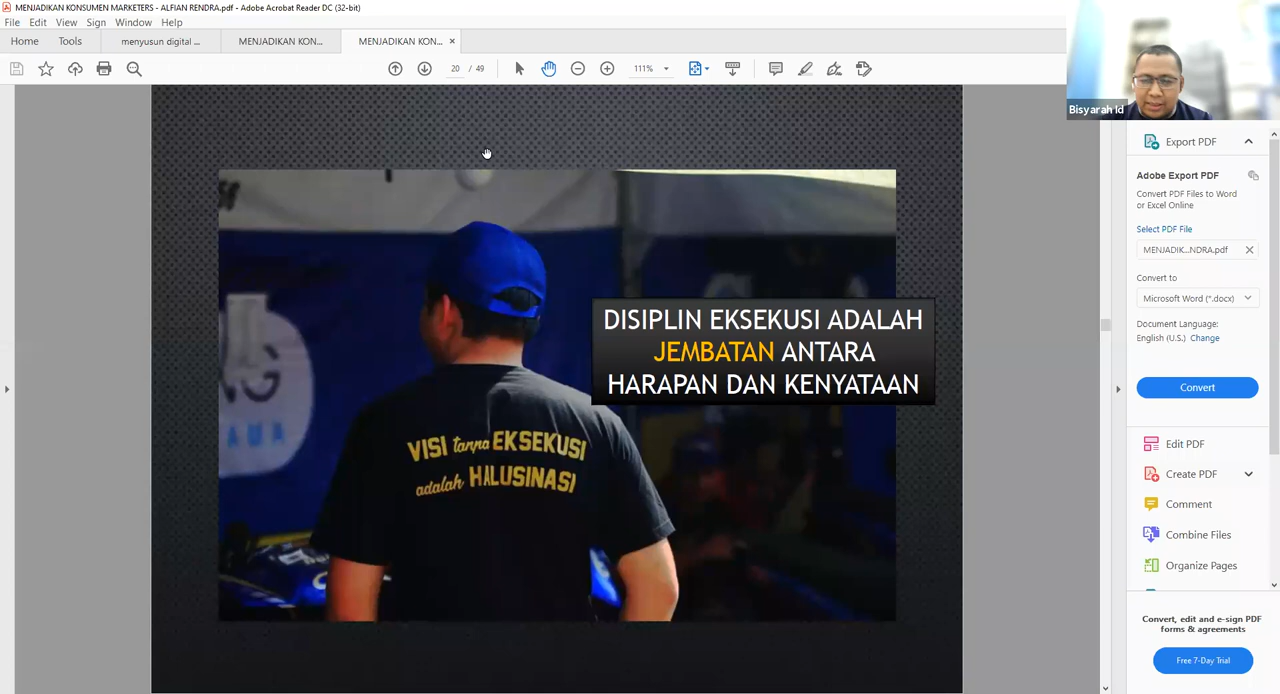 MENJADIKAN KONSUMEN MARKETERS - ALFIAN RENDRA.pdf - Adobe Acrobat Reader DC (32-bit)
File Edit View Sign Window Help
Home Tools menyusun digital ... MENJADIKAN KON... MENJADIKAN KON... ×
20 / 49 111%
Bisyarah Id
Export PDF
Adobe Export PDF
Convert PDF Files to Word
or Excel Online
Select PDF File
MENJADIK...NDRA.pdf
Convert to
Microsoft Word (*.docx)
Document Language:
English (U.S.) Change
Convert
Edit PDF
Create PDF
Comment
Combine Files
Organize Pages
Convert, edit and e-sign PDF
forms & agreements
Free 7-Day Trial
DISIPLIN EKSEKUSI ADALAH
JEMBATAN ANTARA
HARAPAN DAN KENYATAAN
VISI tanpa EKSEKUSI
adalah HALUSINASI